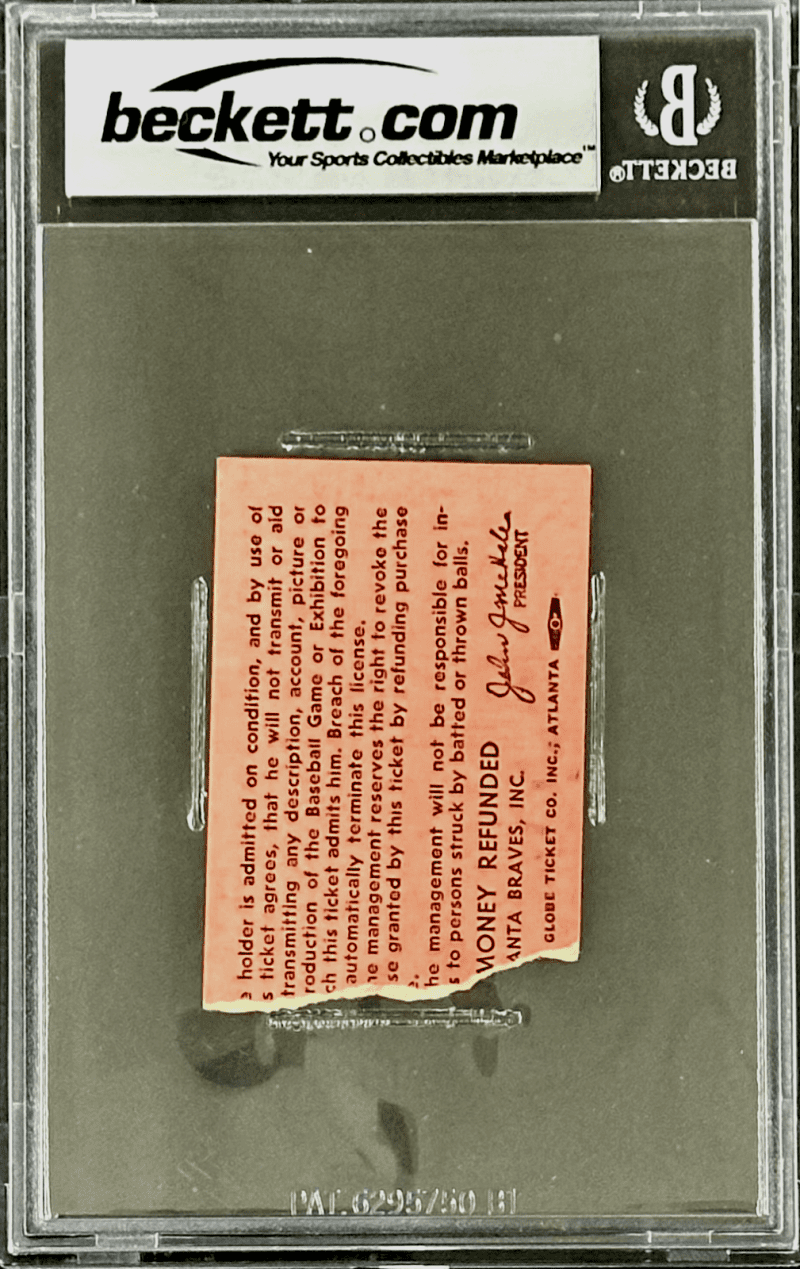 beckett.com
Your Sports Collectibles Marketplace™
B
BECKETT®
holder is admitted on condition, and by use of
s ticket agrees, that he will not transmit or aid
transmitting any description, account, picture or
roduction of the Baseball Game or Exhibition to
ch this ticket admits him. Breach of the foregoing
automatically terminate this license.
he management reserves the right to revoke the
se granted by this ticket by refunding purchase
he management will not be responsible for in-
s to persons struck by batted or thrown balls.
MONEY REFUNDED
John J McHale
PRESIDENT
ANTA BRAVES, INC.
GLOBE TICKET CO. INC.; ATLANTA
PAT. 6295750 B1